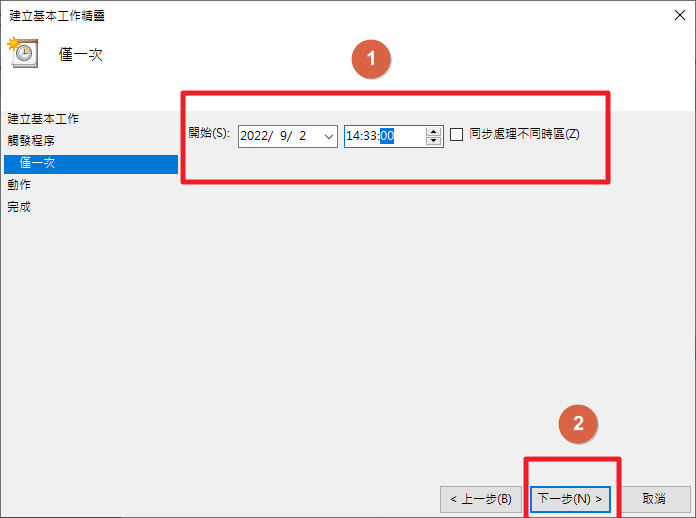 建立基本工作精靈
僅一次
1
建立基本工作
觸發程序
僅一次
動作
完成
開始(S): 2022/ 9/ 2 14:33:00 同步處理不同時區(Z)
2
< 上一步(B) 下一步(N) > 取消